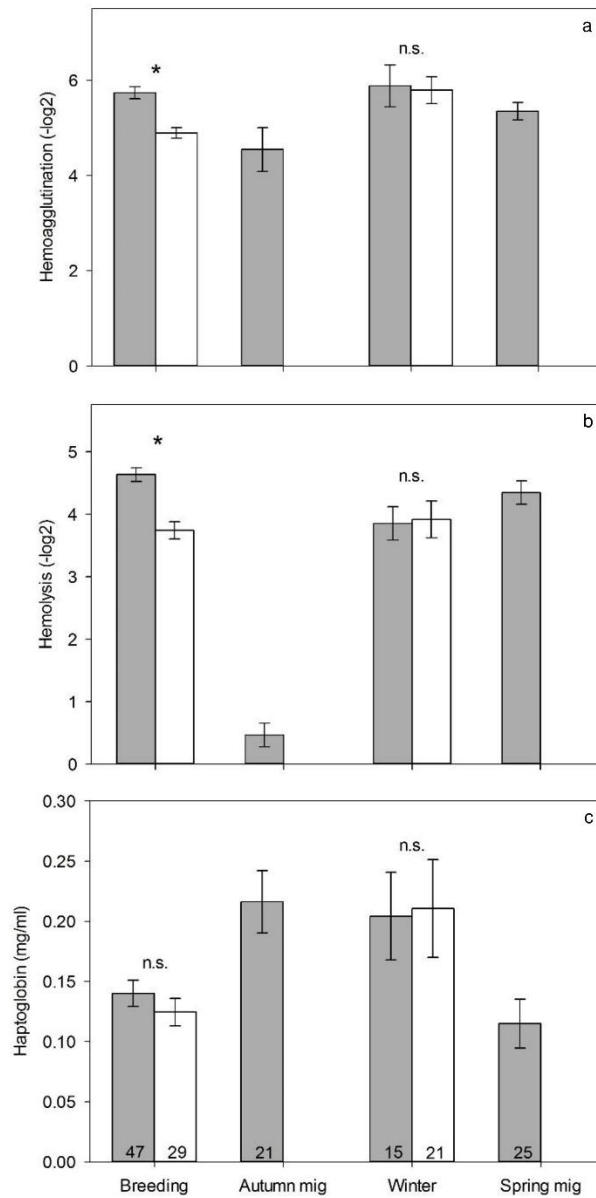 a
Hemoagglutination (-log2)
6
4
2
0
*
n.s.
b
Hemolysis (-log2)
5
4
3
2
1
0
*
n.s.
c
Haptoglobin (mg/ml)
0.30
0.25
0.20
0.15
0.10
0.05
0.00
n.s.
n.s.
47 29 21 15 21 25
Breeding Autumn mig Winter Spring mig